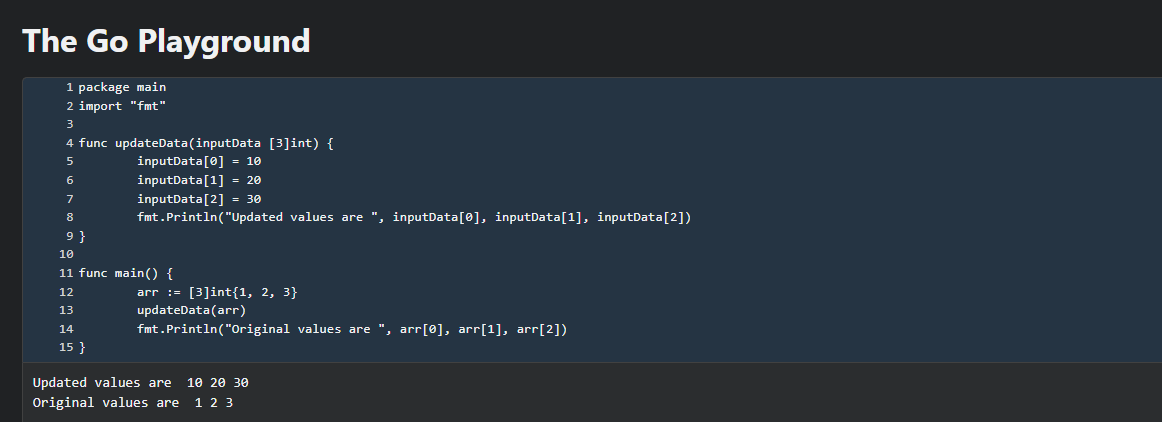 The Go Playground
1 package main
2 import "fmt"
3
4 func updateData(inputData [3]int) {
5 inputData[0] = 10
6 inputData[1] = 20
7 inputData[2] = 30
8 fmt.Println("Updated values are ", inputData[0], inputData[1], inputData[2])
9 }
10
11 func main() {
12 arr := [3]int{1, 2, 3}
13 updateData(arr)
14 fmt.Println("Original values are ", arr[0], arr[1], arr[2])
15 }
Updated values are  10 20 30
Original values are  1 2 3